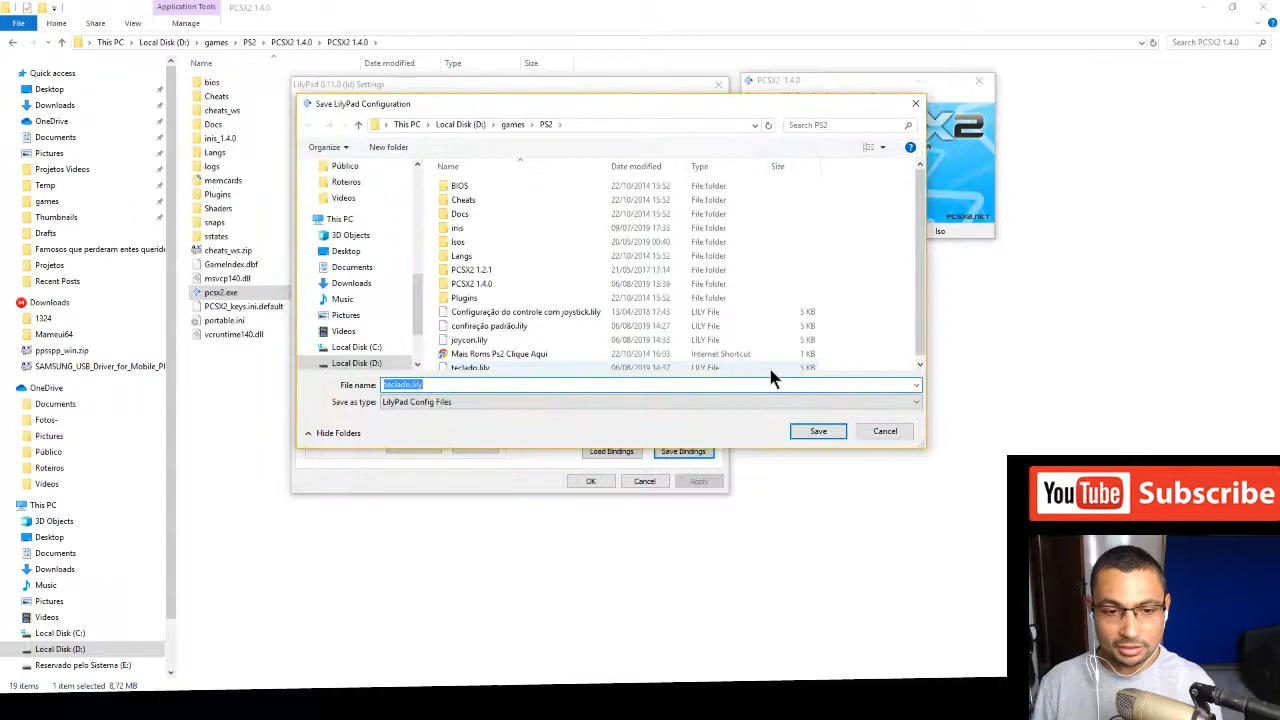 Application Tools
PCSX2 1.4.0
File
Home
Share
View
Manage
This PC
Local Disk (D:)
games
PS2
PCSX2 1.4.0
PCSX2 1.4.0
Search PCSX2 1.4.0
Quick access
Desktop
Downloads
OneDrive
Documents
Pictures
Projetos Videos
Temp
games
Thumbnails
Drafts
Famosos que perderam entes querido
Projetos
Recent Posts
Downloads
1324
Mameui64
ppsspp_win.zip
SAMSUNG_USB_Driver_for_Mobile_P
OneDrive
Documents
Fotos-
Pictures
Público
Roteiros
Vídeos
This PC
3D Objects
Desktop
Documents
Downloads
Music
Pictures
Videos
Local Disk (C:)
Local Disk (D:)
Reservado pelo Sistema (E:)
19 items
1 item selected 8,72 MB
Name
Date modified
Type
Size
bios
Cheats
cheats_ws
Docs
inis_1.4.0
Langs
logs
memcards
Plugins
Shaders
snaps
sstates
cheats_ws.zip
GameIndex.dbf
msvcp140.dll
pcsx2.exe
PCSX2_keys.ini.default
portable.ini
vcruntime140.dll
LilyPad 0.11.0 (ld) Settings
PCSX2 1.4.0
PCSX2.NET
Iso
Save LilyPad Configuration
This PC
Local Disk (D:)
games
PS2
Search PS2
Organize
New folder
Público
Roteiros
Vídeos
This PC
3D Objects
Desktop
Documents
Downloads
Music
Pictures
Videos
Local Disk (C:)
Local Disk (D:)
Name
Date modified
Type
Size
BIOS 22/10/2014 15:52 File folder
Cheats 22/10/2014 15:52 File folder
Docs 22/10/2014 15:52 File folder
inis 09/07/2019 17:33 File folder
Isos 20/05/2019 00:40 File folder
Langs 22/10/2014 15:52 File folder
PCSX2 1.2.1 21/05/2017 17:14 File folder
PCSX2 1.4.0 06/08/2019 13:39 File folder
Plugins 22/10/2014 15:52 File folder
Configuração do controle com joystick.lily 13/04/2018 17:43 LILY File 5 KB
confiração padrão.lily 06/08/2019 14:27 LILY File 5 KB
joycon.lily 06/08/2019 14:33 LILY File 5 KB
Mais Roms Ps2 Clique Aqui 22/10/2014 16:03 Internet Shortcut 1 KB
teclado.lily 06/08/2019 14:37 LILY File 5 KB
File name: teclado.lily
Save as type: LilyPad Config Files
Hide Folders
Save
Cancel
Load Bindings
Save Bindings
OK
Cancel
Apply
YouTube Subscribe